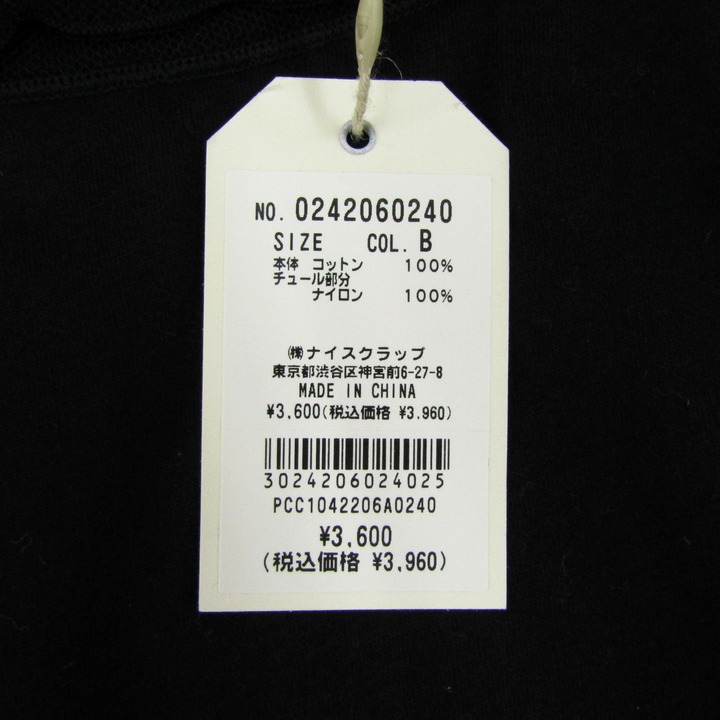 NO. 0242060240
SIZE COL. B
本体 コットン 100%
チュール部分
ナイロン 100%
㈱ナイスクラップ
東京都渋谷区神宮前6-27-8
MADE IN CHINA
¥3,600(税込価格 ¥3,960)
3024206024025
PCC1042206A0240
¥3,600
(税込価格 ¥3,960)